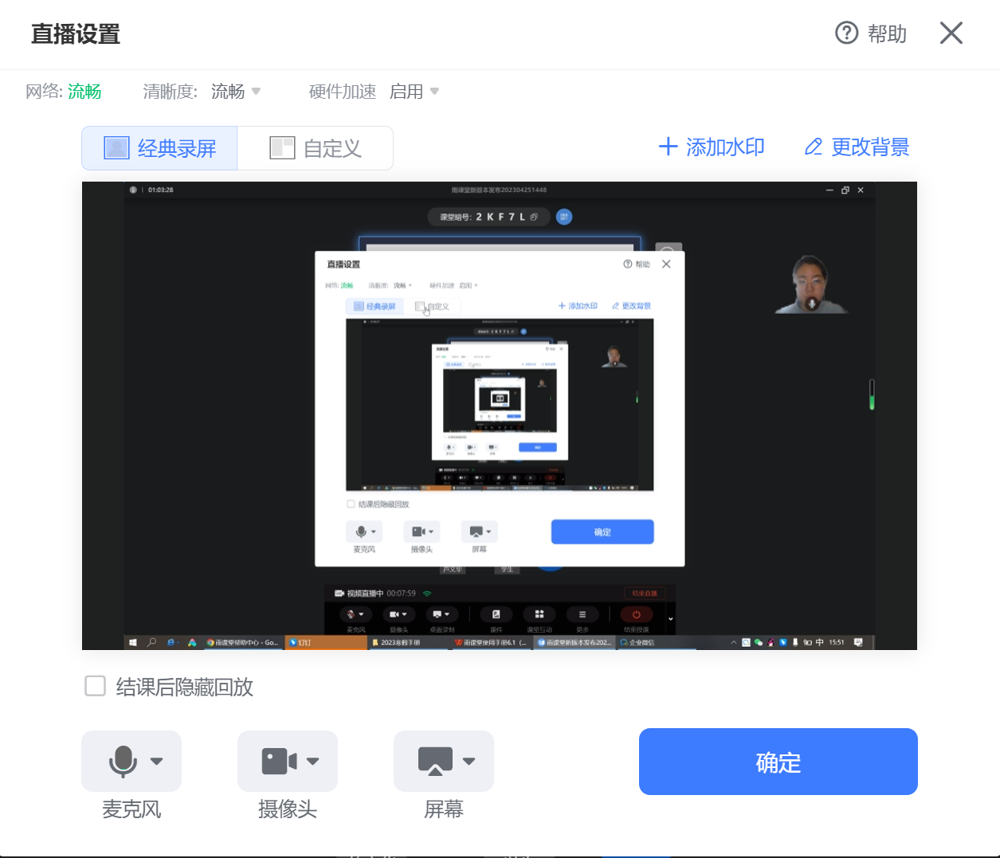 直播设置
帮助
网络: 流畅 清晰度: 流畅 硬件加速 启用
经典录屏 自定义 添加水印 更改背景
01:03:28 雨课堂新版本发布202304251448
课堂暗号: 2 K F 7 L
直播设置 帮助
网络: 流畅 清晰度: 流畅 硬件加速 启用
经典录屏 自定义 添加水印 更改背景
结课后隐藏回放
确定
麦克风 摄像头 屏幕
学生
视频直播中 00:07:59 结束直播
麦克风 摄像头 桌面录制 课件 课堂互动 更多 结束授课
雨课堂帮助中心 - Go... 钉钉 2023寒假手册 雨课堂使用手册6.1 (... 雨课堂新版本发布202... 企业微信 中 15:51
结课后隐藏回放
确定
麦克风 摄像头 屏幕